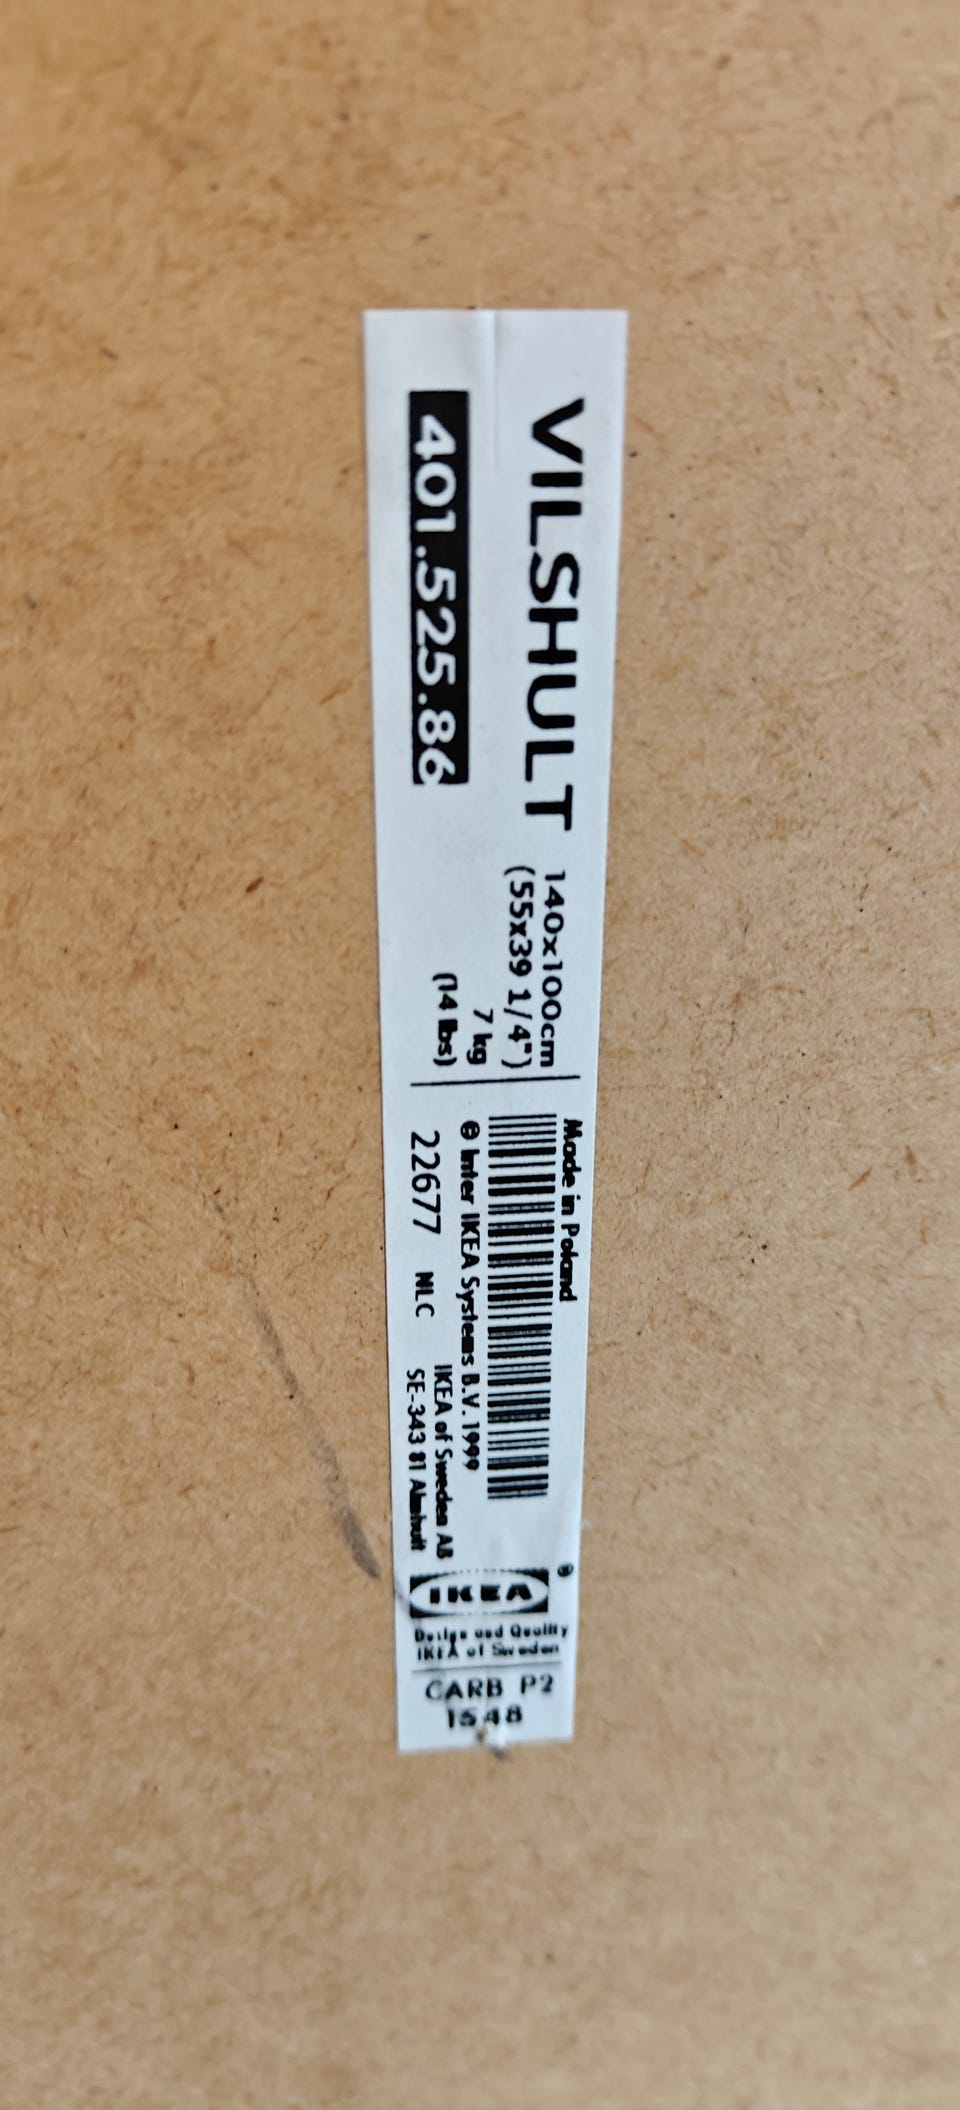 VILSHULT
401.525.86
140x100cm
(55x39 1/4")
7 kg
(14 lbs)
Made in Poland
© Inter IKEA Systems B.V. 1999
22677 NLC
IKEA of Sweden AB
SE-343 81 Älmhult
®
IKEA
Design and Quality
IKEA of Sweden
CARB P2
1548